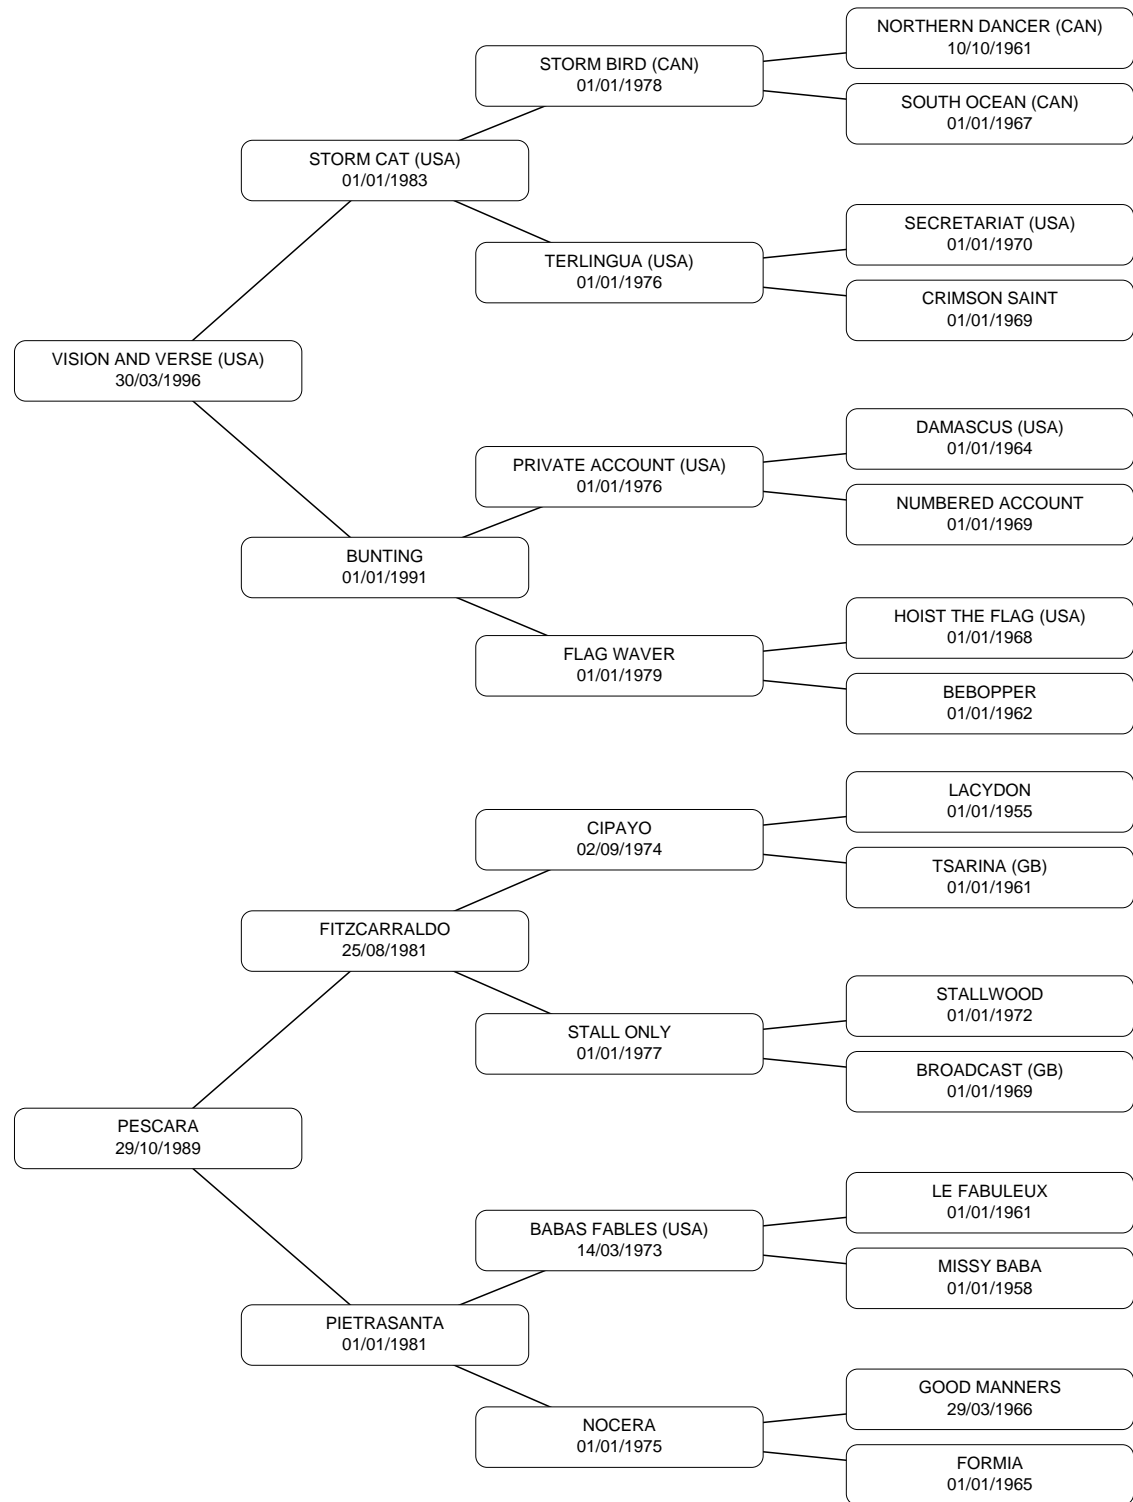 NORTHERN DANCER (CAN)
10/10/1961
STORM BIRD (CAN)
01/01/1978
SOUTH OCEAN (CAN)
01/01/1967
STORM CAT (USA)
01/01/1983
SECRETARIAT (USA)
01/01/1970
TERLINGUA (USA)
01/01/1976
CRIMSON SAINT
01/01/1969
VISION AND VERSE (USA)
30/03/1996
DAMASCUS (USA)
01/01/1964
PRIVATE ACCOUNT (USA)
01/01/1976
NUMBERED ACCOUNT
01/01/1969
BUNTING
01/01/1991
HOIST THE FLAG (USA)
01/01/1968
FLAG WAVER
01/01/1979
BEBOPPER
01/01/1962
LACYDON
01/01/1955
CIPAYO
02/09/1974
TSARINA (GB)
01/01/1961
FITZCARRALDO
25/08/1981
STALLWOOD
01/01/1972
STALL ONLY
01/01/1977
BROADCAST (GB)
01/01/1969
PESCARA
29/10/1989
LE FABULEUX
01/01/1961
BABAS FABLES (USA)
14/03/1973
MISSY BABA
01/01/1958
PIETRASANTA
01/01/1981
GOOD MANNERS
29/03/1966
NOCERA
01/01/1975
FORMIA
01/01/1965